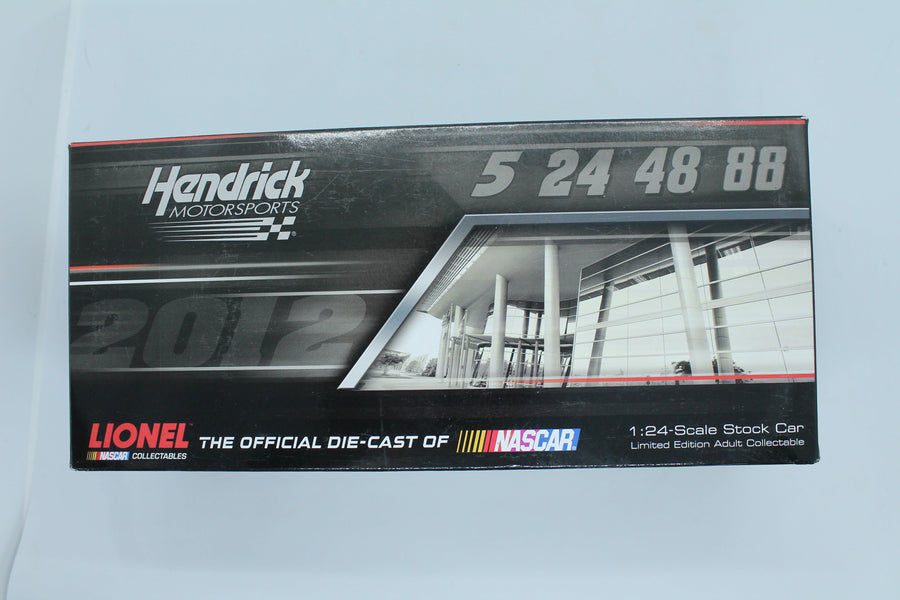 Hendrick
MOTORSPORTS
5 24 48 88
2012
LIONEL
NASCAR COLLECTABLES
THE OFFICIAL DIE-CAST OF NASCAR
1:24-Scale Stock Car
Limited Edition Adult Collectable